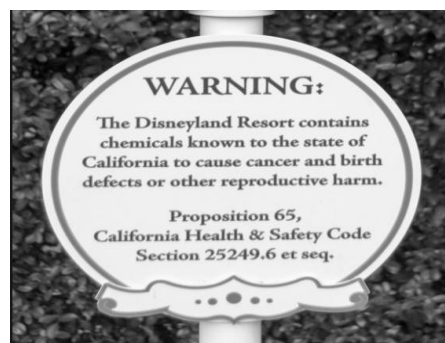 WARNING:
The Disneyland Resort contains
chemicals known to the state of
California to cause cancer and birth
defects or other reproductive harm.
Proposition 65,
California Health & Safety Code
Section 25249.6 et seq.